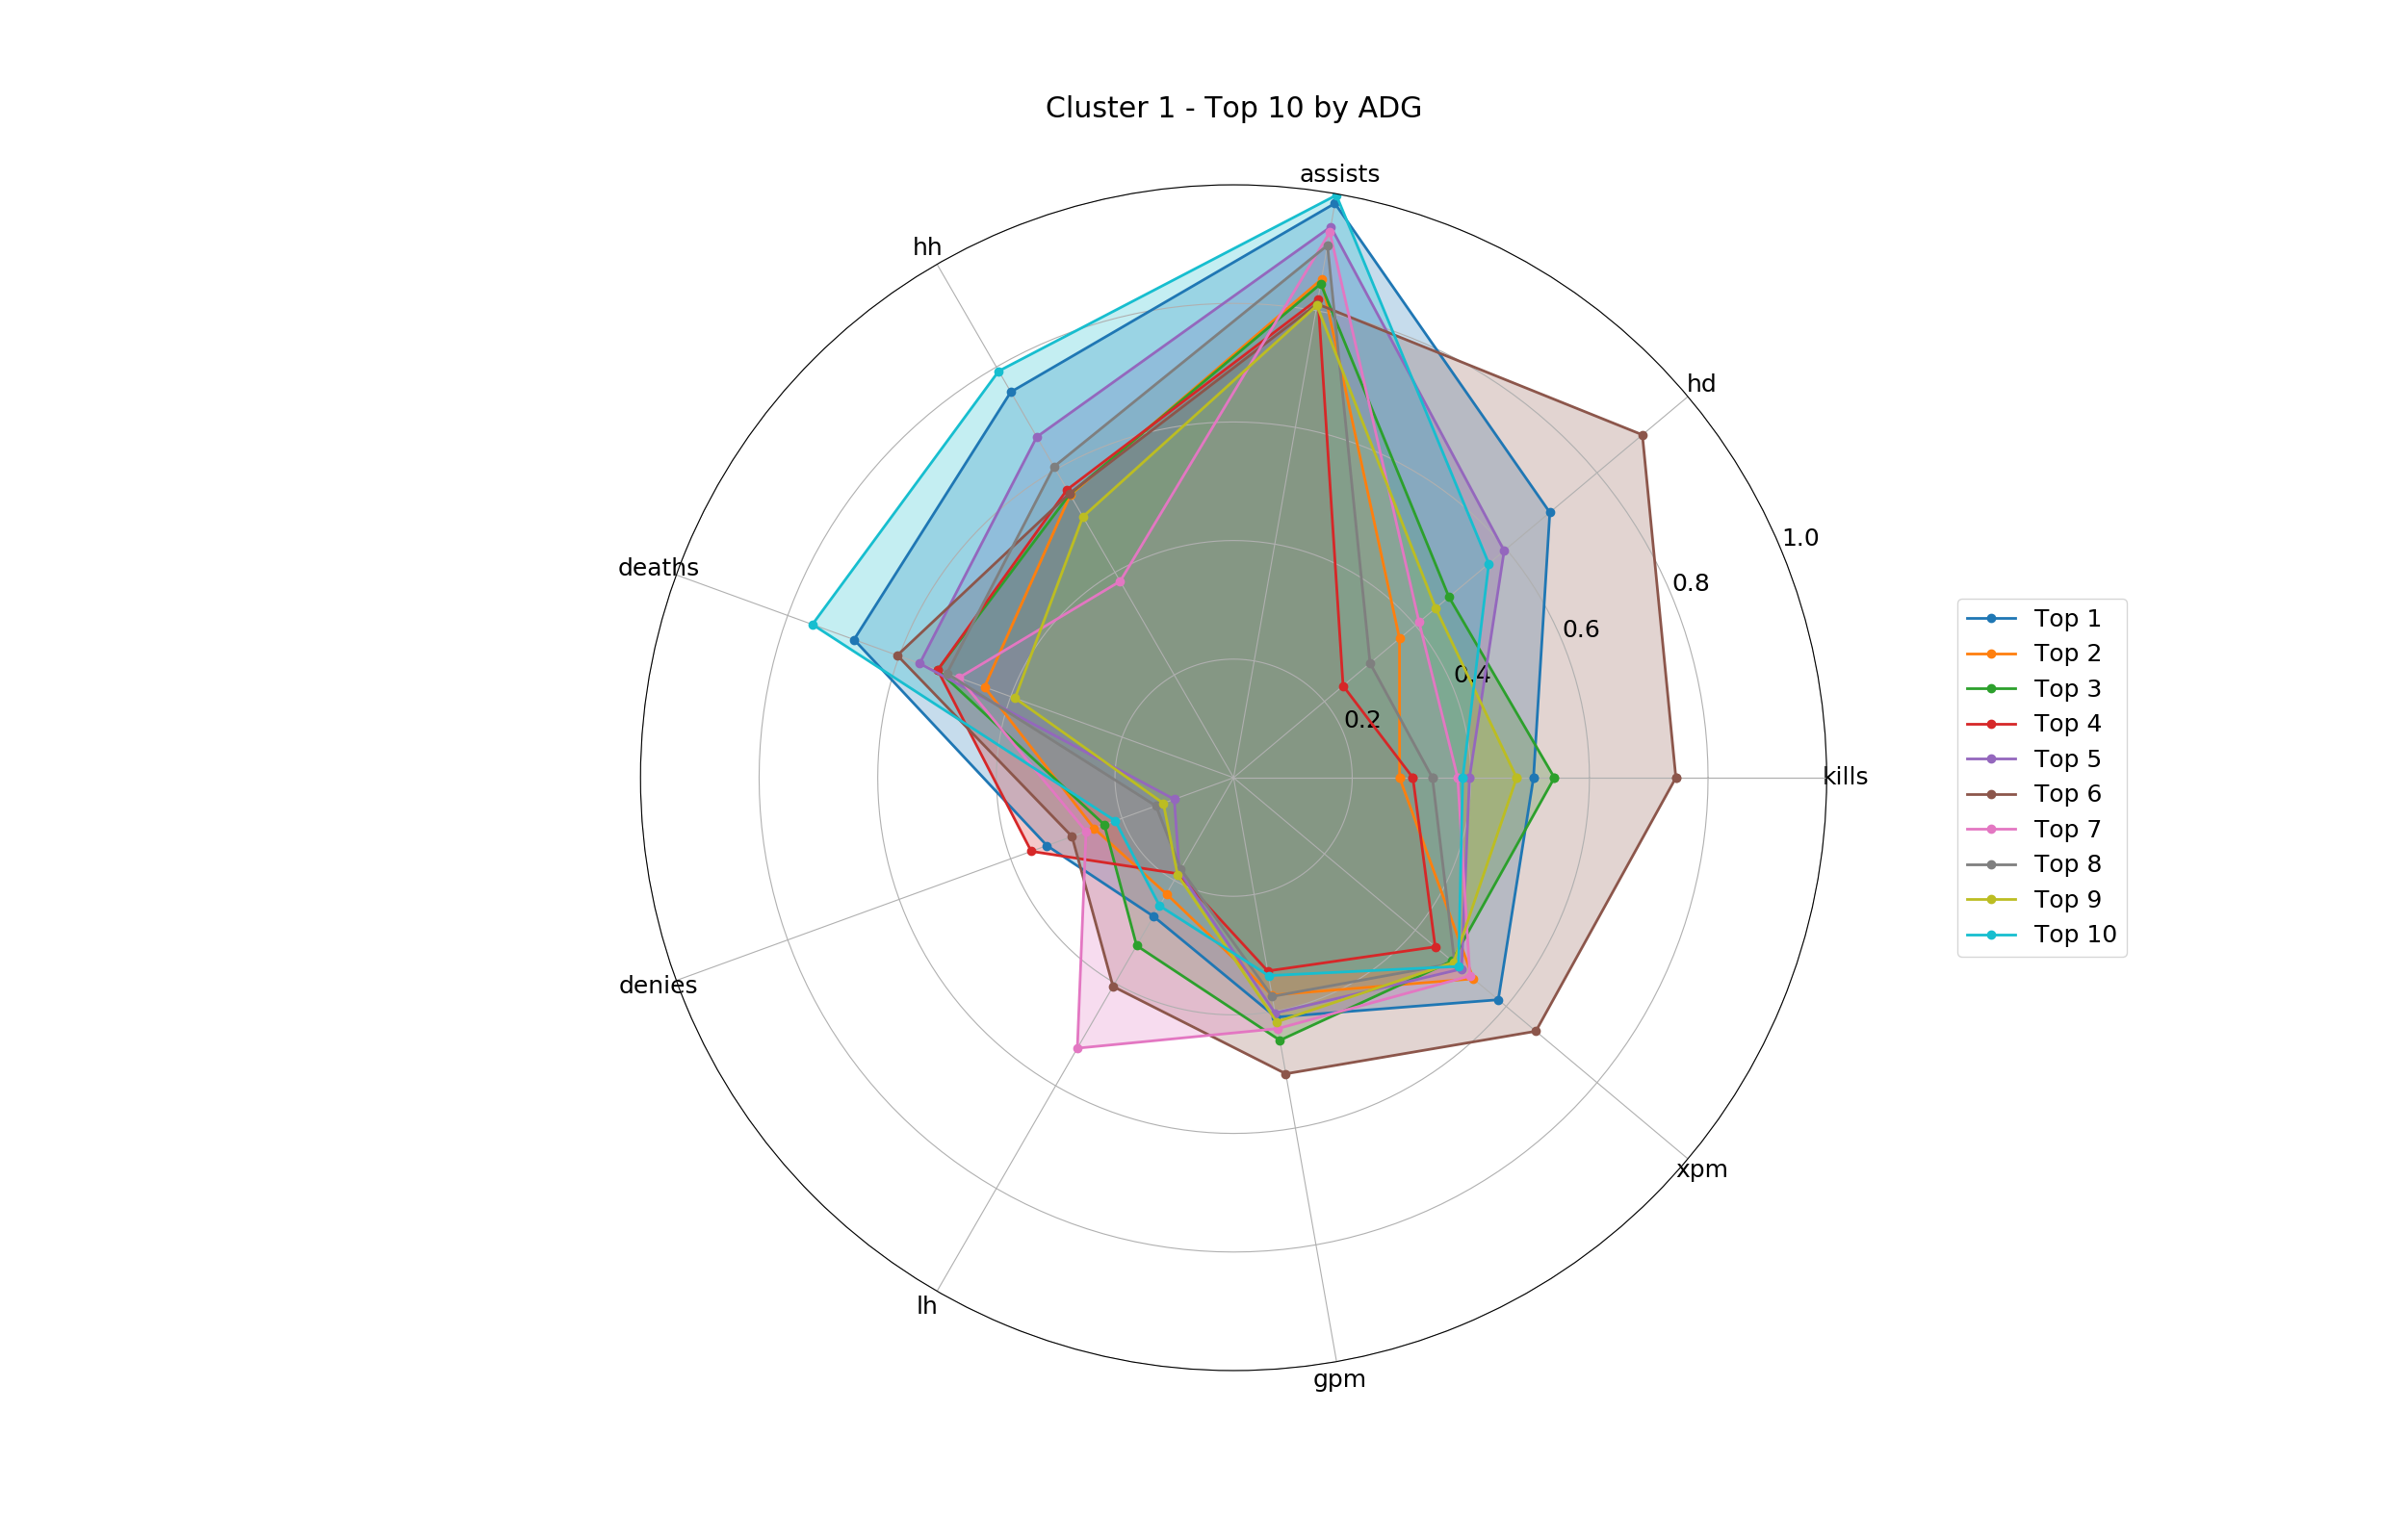 Cluster 1 - Top 10 by ADG
assists
hh
hd
1.0
deaths
0.8
0.6
0.4
0.2
kills
denies
xpm
lh
gpm
Top 1
Top 2
Top 3
Top 4
Top 5
Top 6
Top 7
Top 8
Top 9
Top 10